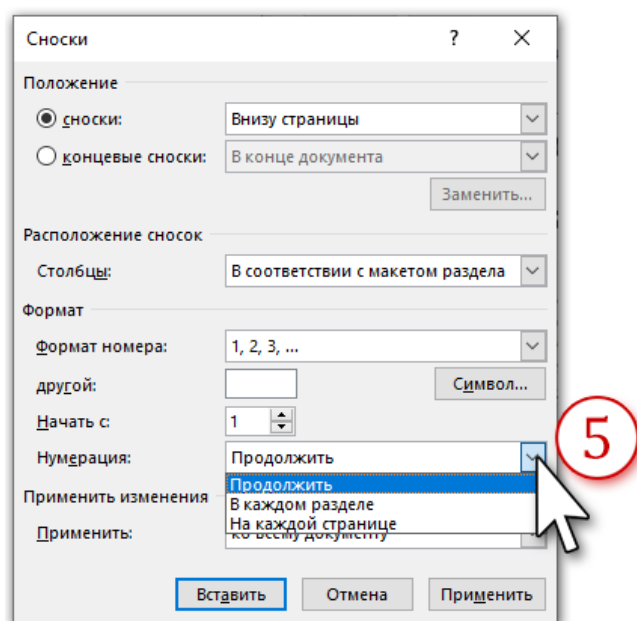 Сноски ?
Положение
сноски: Внизу страницы
концевые сноски: В конце документа
Заменить...
Расположение сносок
Столбцы: В соответствии с макетом раздела
Формат
Формат номера: 1, 2, 3, ...
другой: Символ...
Начать с: 1
Нумерация: Продолжить
5
Продолжить
В каждом разделе
Применить изменения
На каждой странице
Применить: ко всему документу
Вставить Отмена Применить